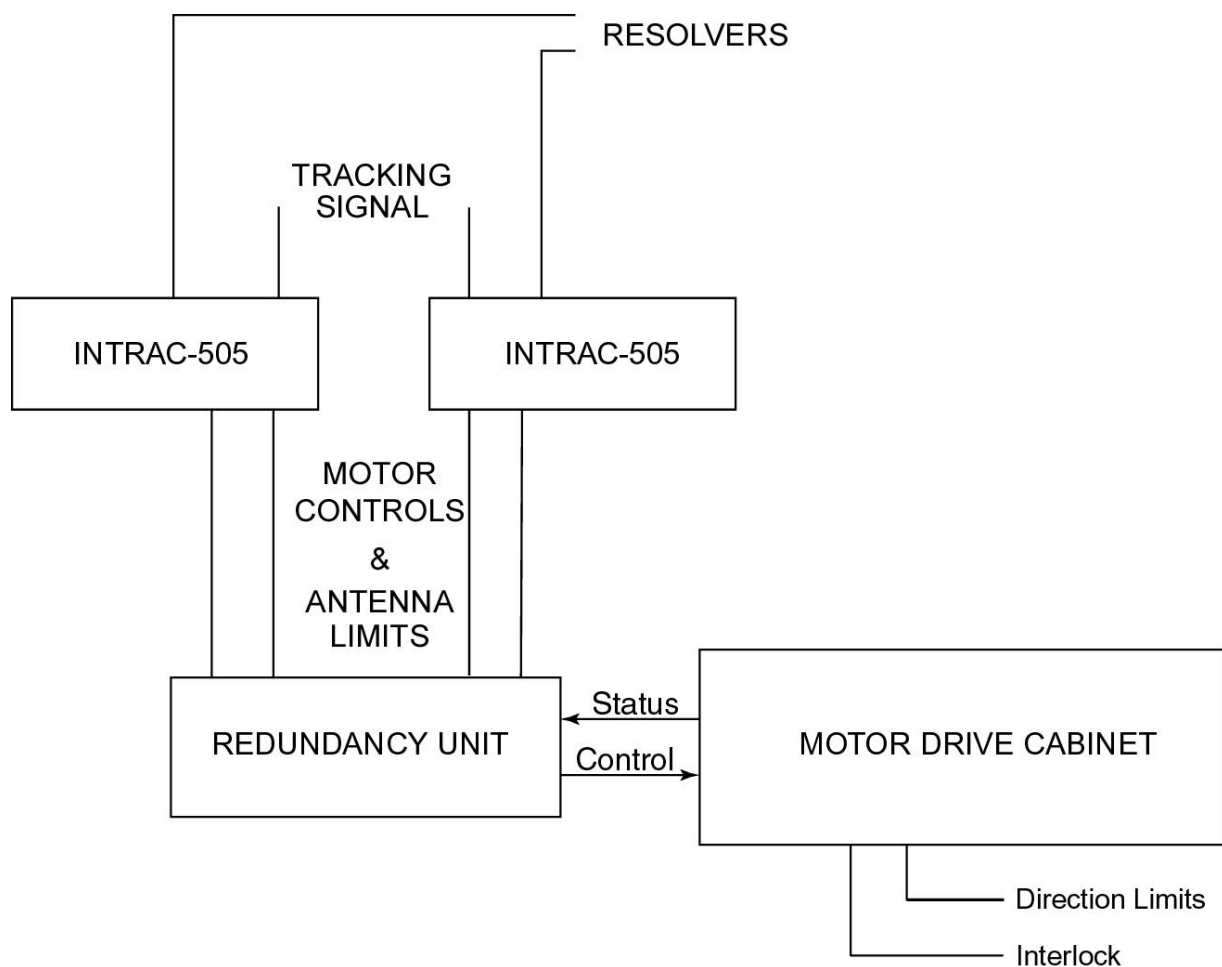 RESOLVERS
TRACKING
SIGNAL
INTRAC-505
INTRAC-505
MOTOR
CONTROLS
&
ANTENNA
LIMITS
Status
REDUNDANCY UNIT
MOTOR DRIVE CABINET
Control
Direction Limits
Interlock